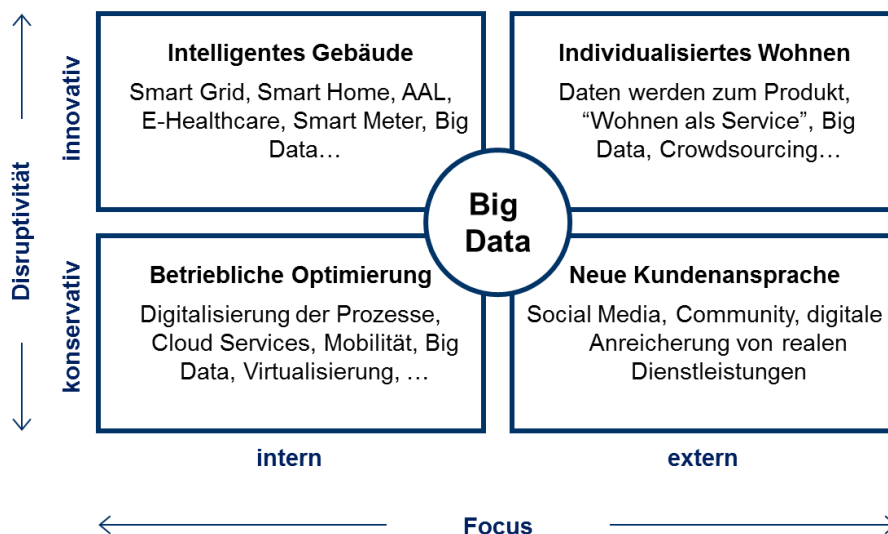 Disruptivität
innovativ
Intelligentes Gebäude
Smart Grid, Smart Home, AAL,
E-Healthcare, Smart Meter, Big
Data…
Individualisiertes Wohnen
Daten werden zum Produkt,
“Wohnen als Service”, Big
Data, Crowdsourcing…
Big
Data
konservativ
Betriebliche Optimierung
Digitalisierung der Prozesse,
Cloud Services, Mobilität, Big
Data, Virtualisierung, …
Neue Kundenansprache
Social Media, Community, digitale
Anreicherung von realen
Dienstleistungen
intern
extern
Focus